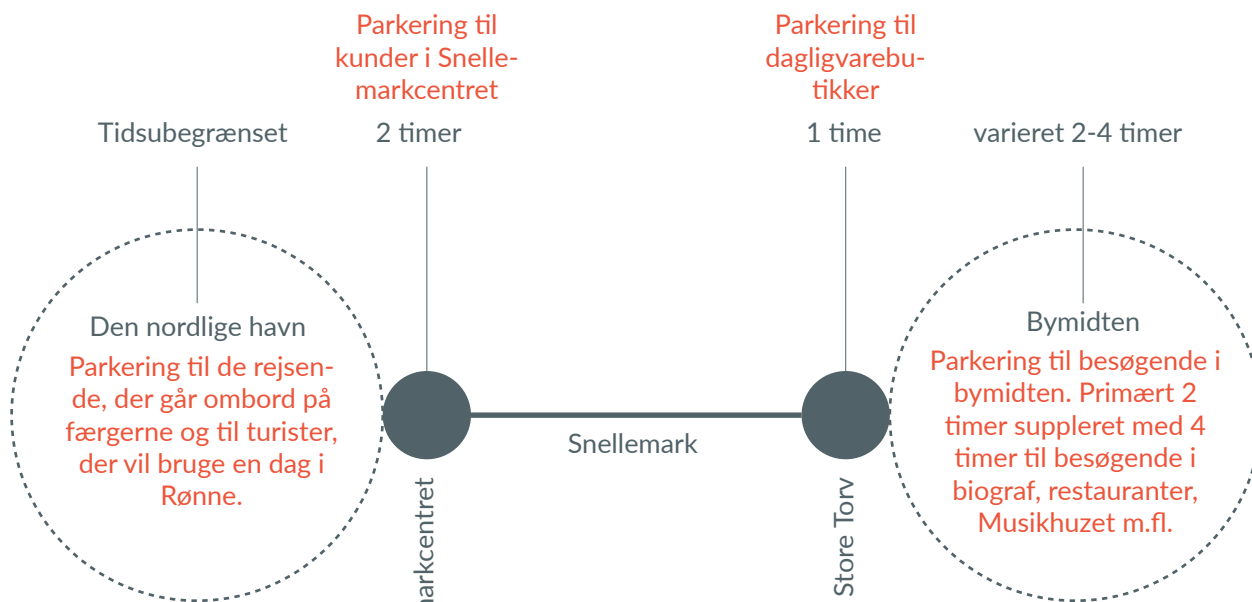 Parkering til
kunder i Snelle-
markcentret
Parkering til
dagligvarebu-
tikker
Tidsubegrænset
2 timer
1 time
varieret 2-4 timer
Den nordlige havn
Parkering til de rejsen-
de, der går ombord på
færgerne og til turister,
der vil bruge en dag i
Rønne.
Snellemark
Bymidten
Parkering til besøgende i
bymidten. Primært 2
timer suppleret med 4
timer til besøgende i
biograf, restauranter,
Musikhuzet m.fl.
arkcentret
Store Torv